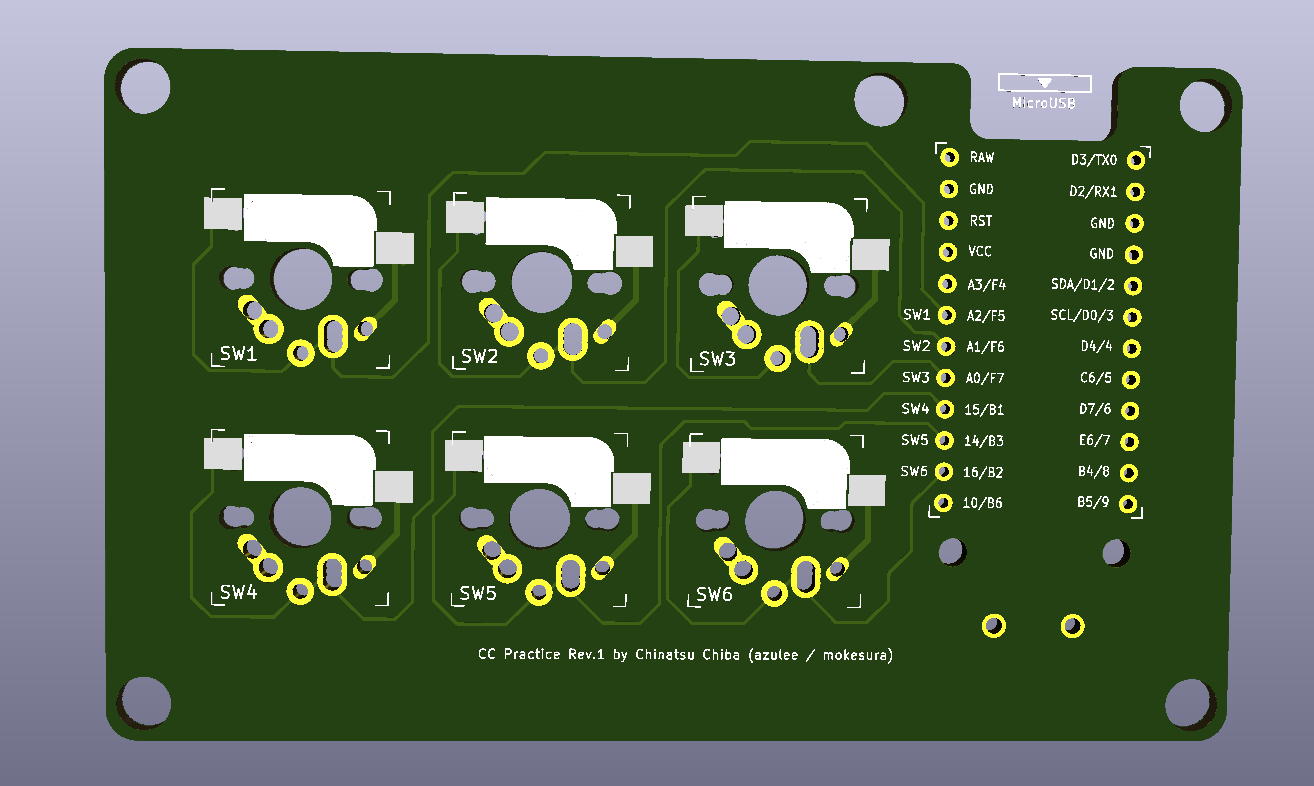 MicroUSB
RAW
D3/TX0
GND
D2/RX1
RST
GND
VCC
GND
A3/F4
SDA/D1/2
SW1
A2/F5
SCL/D0/3
SW2
A1/F6
D4/4
SW3
A0/F7
C6/5
SW4
15/B1
D7/6
SW5
14/B3
E6/7
SW6
16/B2
B4/8
10/B6
B5/9
SW1
SW2
SW3
SW4
SW5
SW6
CC Practice Rev.1 by Chinatsu Chiba (azulee / mokesura)